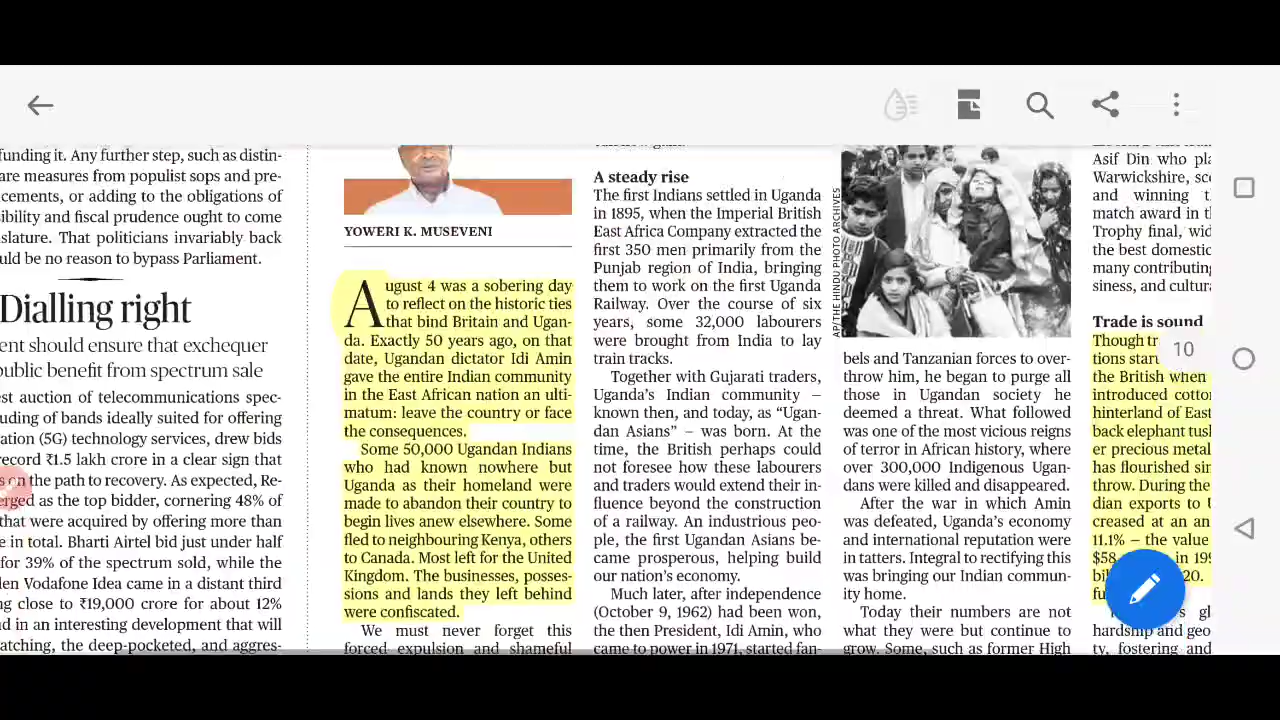 funding it. Any further step, such as distin-
are measures from populist sops and pre-
cements, or adding to the obligations of
sibility and fiscal prudence ought to come
slature. That politicians invariably back
uld be no reason to bypass Parliament.
Dialling right
ent should ensure that exchequer
public benefit from spectrum sale
est auction of telecommunications spec-
luding of bands ideally suited for offering
ation (5G) technology services, drew bids
record ₹1.5 lakh crore in a clear sign that
s on the path to recovery. As expected, Re-
erged as the top bidder, cornering 48% of
that were acquired by offering more than
e in total. Bharti Airtel bid just under half
for 39% of the spectrum sold, while the
den Vodafone Idea came in a distant third
ng close to ₹19,000 crore for about 12%
d in an interesting development that will
atching, the deep-pocketed, and aggres-
YOWERI K. MUSEVENI
August 4 was a sobering day
to reflect on the historic ties
that bind Britain and Ugan-
da. Exactly 50 years ago, on that
date, Ugandan dictator Idi Amin
gave the entire Indian community
in the East African nation an ulti-
matum: leave the country or face
the consequences.
Some 50,000 Ugandan Indians
who had known nowhere but
Uganda as their homeland were
made to abandon their country to
begin lives anew elsewhere. Some
fled to neighbouring Kenya, others
to Canada. Most left for the United
Kingdom. The businesses, posses-
sions and lands they left behind
were confiscated.
We must never forget this
forced expulsion and shameful
A steady rise
The first Indians settled in Uganda
in 1895, when the Imperial British
East Africa Company extracted the
first 350 men primarily from the
Punjab region of India, bringing
them to work on the first Uganda
Railway. Over the course of six
years, some 32,000 labourers
were brought from India to lay
train tracks.
Together with Gujarati traders,
Uganda's Indian community –
known then, and today, as "Ugan-
dan Asians" – was born. At the
time, the British perhaps could
not foresee how these labourers
and traders would extend their in-
fluence beyond the construction
of a railway. An industrious peo-
ple, the first Ugandan Asians be-
came prosperous, helping build
our nation's economy.
Much later, after independence
(October 9, 1962) had been won,
the then President, Idi Amin, who
came to power in 1971, started fan-
AP/THE HINDU PHOTO ARCHIVES
bels and Tanzanian forces to over-
throw him, he began to purge all
those in Ugandan society he
deemed a threat. What followed
was one of the most vicious reigns
of terror in African history, where
over 300,000 Indigenous Ugan-
dans were killed and disappeared.
After the war in which Amin
was defeated, Uganda's economy
and international reputation were
in tatters. Integral to rectifying this
was bringing our Indian commun-
ity home.
Today their numbers are not
what they were but continue to
grow. Some, such as former High
Asif Din who pla
Warwickshire, sco
and winning t
match award in t
Trophy final, wid
the best domestic
many contributing
siness, and cultura
Trade is sound
Though tr
tions start
the British when
introduced cotto
hinterland of East
back elephant tusk
er precious metal
has flourished sin
throw. During the
dian exports to U
creased at an an
11.1% – the value
$58. in 199
bil 20.
fu
gl
hardship and geo
ty, fostering and
10